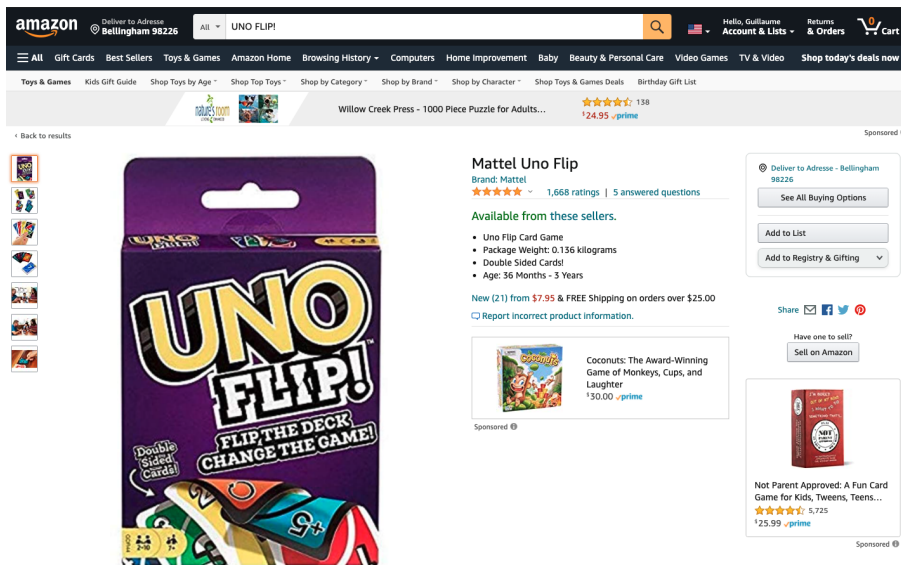 amazon
Deliver to Adresse
Bellingham 98226
All
UNO FLIP!
Hello, Guillaume
Account & Lists
Returns
& Orders
0
Cart
All
Gift Cards
Best Sellers
Toys & Games
Amazon Home
Browsing History
Computers
Home Improvement
Baby
Beauty & Personal Care
Video Games
TV & Video
Shop today's deals now
Toys & Games
Kids Gift Guide
Shop Toys by Age
Shop Top Toys
Shop by Category
Shop by Brand
Shop by Character
Shop Toys & Games Deals
Birthday Gift List
nature's room
Willow Creek Press - 1000 Piece Puzzle for Adults...
138
$24.95 prime
Sponsored
‹ Back to results
UNO
FLIP!™
FLIP THE DECK
CHANGE THE GAME!
Double
Sided
Cards!
+5
2-10
7+
Mattel Uno Flip
Brand: Mattel
1,668 ratings | 5 answered questions
Available from these sellers.
• Uno Flip Card Game
• Package Weight: 0.136 kilograms
• Double Sided Cards!
• Age: 36 Months - 3 Years
New (21) from $7.95 & FREE Shipping on orders over $25.00
Report incorrect product information.
Coconuts
Coconuts: The Award-Winning
Game of Monkeys, Cups, and
Laughter
$30.00 prime
Sponsored
Deliver to Adresse - Bellingham
98226
See All Buying Options
Add to List
Add to Registry & Gifting
Share
Have one to sell?
Sell on Amazon
NOT
PARENT
Not Parent Approved: A Fun Card
Game for Kids, Tweens, Teens...
5,725
$25.99 prime
Sponsored